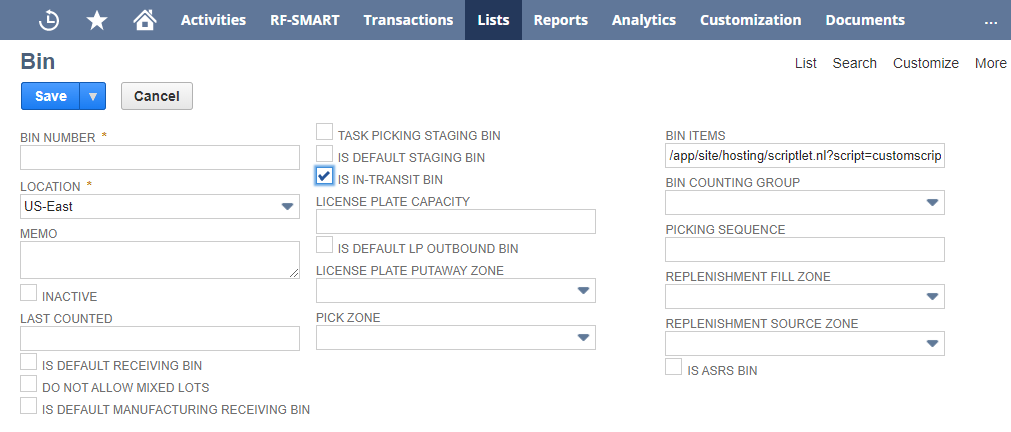 Activities RF-SMART Transactions Lists Reports Analytics Customization Documents ...
Bin
List Search Customize More
Save Cancel
BIN NUMBER *
LOCATION *
US-East
MEMO
INACTIVE
LAST COUNTED
IS DEFAULT RECEIVING BIN
DO NOT ALLOW MIXED LOTS
IS DEFAULT MANUFACTURING RECEIVING BIN
TASK PICKING STAGING BIN
IS DEFAULT STAGING BIN
IS IN-TRANSIT BIN
LICENSE PLATE CAPACITY
IS DEFAULT LP OUTBOUND BIN
LICENSE PLATE PUTAWAY ZONE
PICK ZONE
BIN ITEMS
/app/site/hosting/scriptlet.nl?script=customscrip
BIN COUNTING GROUP
PICKING SEQUENCE
REPLENISHMENT FILL ZONE
REPLENISHMENT SOURCE ZONE
IS ASRS BIN